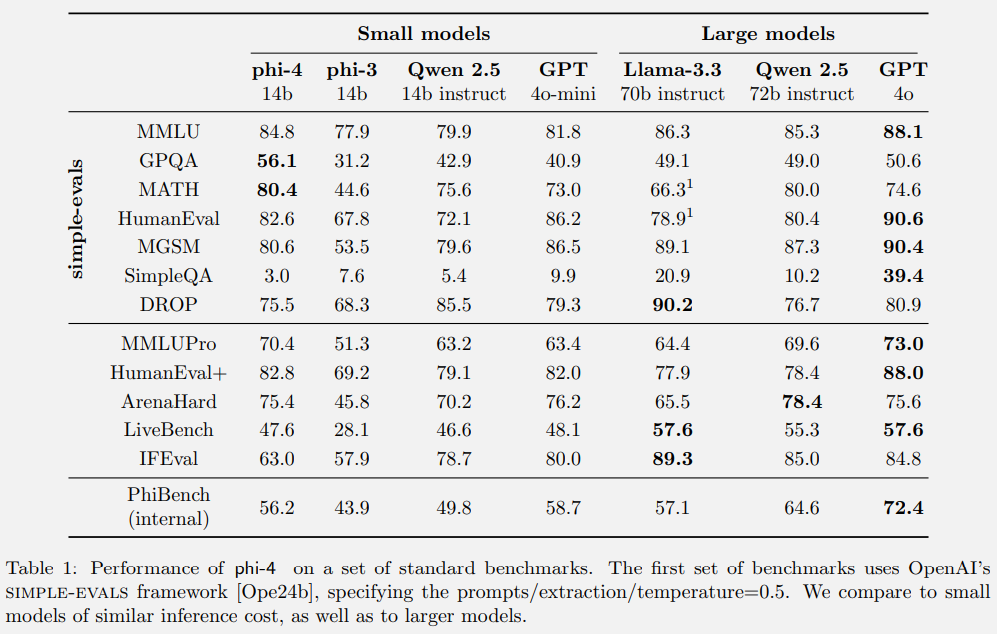 Small models Large models
phi-4 phi-3 Qwen 2.5 GPT Llama-3.3 Qwen 2.5 GPT
14b 14b 14b instruct 4o-mini 70b instruct 72b instruct 4o
simple-evals
MMLU 84.8 77.9 79.9 81.8 86.3 85.3 88.1
GPQA 56.1 31.2 42.9 40.9 49.1 49.0 50.6
MATH 80.4 44.6 75.6 73.0 66.3¹ 80.0 74.6
HumanEval 82.6 67.8 72.1 86.2 78.9¹ 80.4 90.6
MGSM 80.6 53.5 79.6 86.5 89.1 87.3 90.4
SimpleQA 3.0 7.6 5.4 9.9 20.9 10.2 39.4
DROP 75.5 68.3 85.5 79.3 90.2 76.7 80.9
MMLUPro 70.4 51.3 63.2 63.4 64.4 69.6 73.0
HumanEval+ 82.8 69.2 79.1 82.0 77.9 78.4 88.0
ArenaHard 75.4 45.8 70.2 76.2 65.5 78.4 75.6
LiveBench 47.6 28.1 46.6 48.1 57.6 55.3 57.6
IFEval 63.0 57.9 78.7 80.0 89.3 85.0 84.8
PhiBench
(internal) 56.2 43.9 49.8 58.7 57.1 64.6 72.4
Table 1: Performance of phi-4 on a set of standard benchmarks. The first set of benchmarks uses OpenAI's
SIMPLE-EVALS framework [Ope24b], specifying the prompts/extraction/temperature=0.5. We compare to small
models of similar inference cost, as well as to larger models.